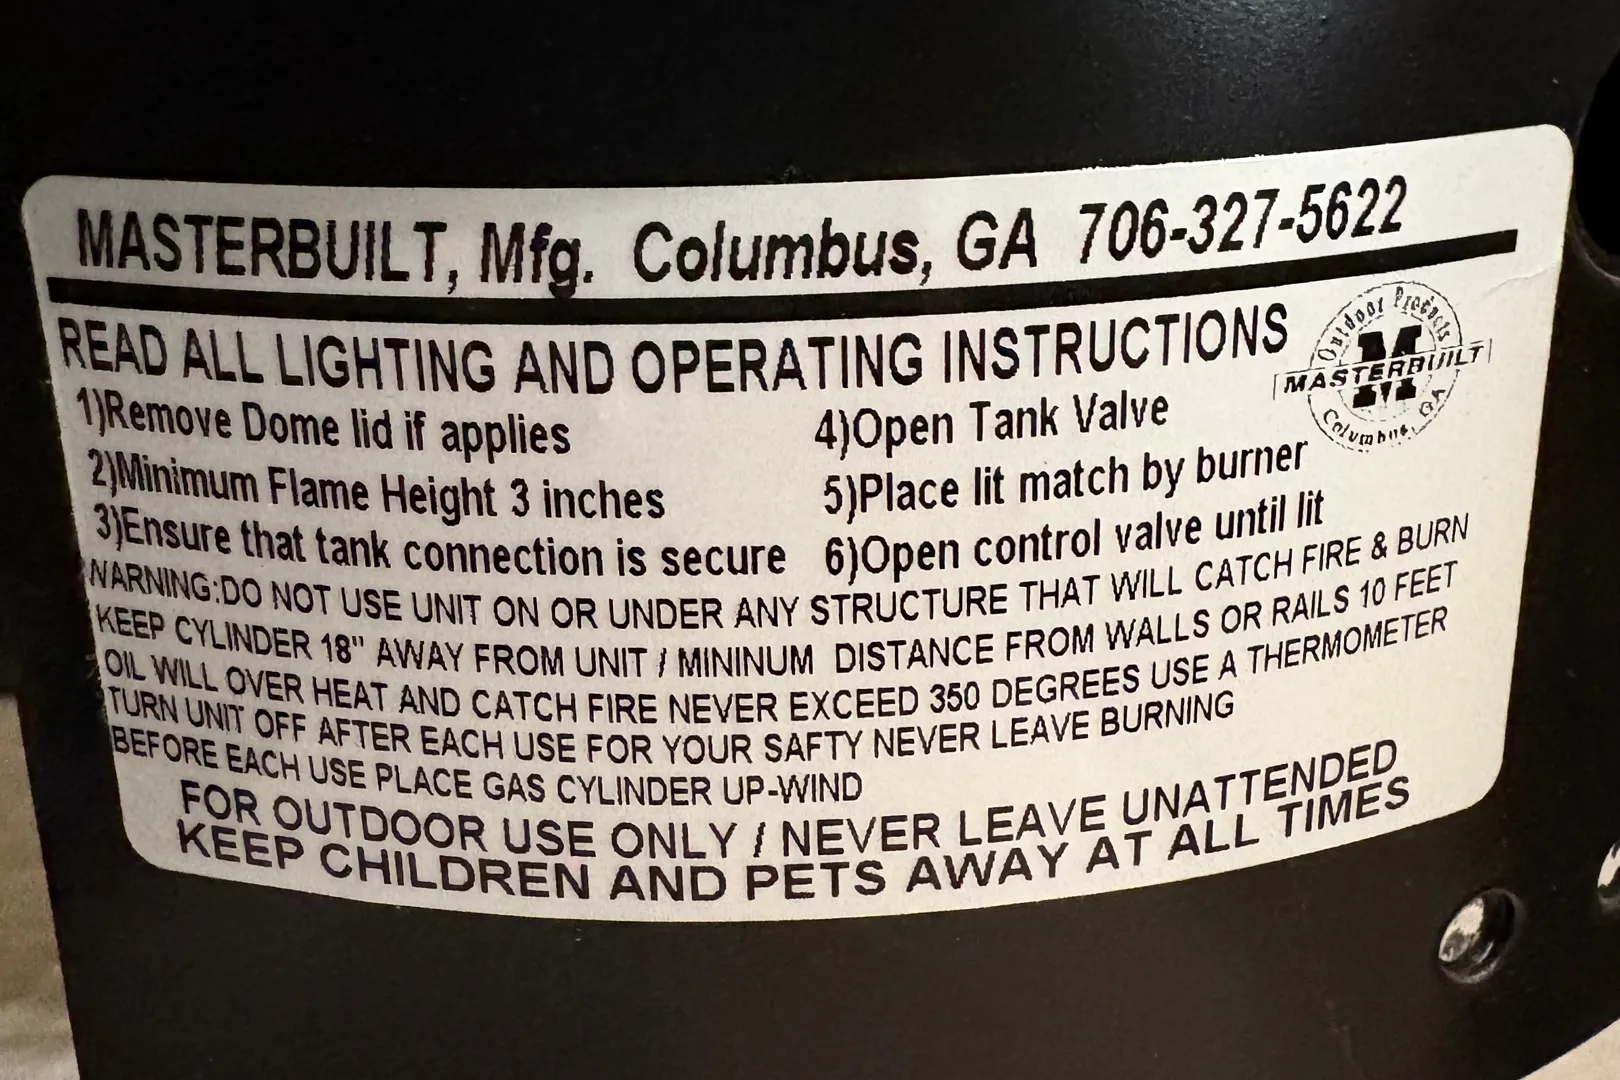 MASTERBUILT, Mfg. Columbus, GA 706-327-5622
READ ALL LIGHTING AND OPERATING INSTRUCTIONS
Outdoor Products
M
MASTERBUILT
Columbus, GA
1)Remove Dome lid if applies
2)Minimum Flame Height 3 inches
3)Ensure that tank connection is secure
4)Open Tank Valve
5)Place lit match by burner
6)Open control valve until lit
WARNING:DO NOT USE UNIT ON OR UNDER ANY STRUCTURE THAT WILL CATCH FIRE & BURN
KEEP CYLINDER 18" AWAY FROM UNIT / MININUM DISTANCE FROM WALLS OR RAILS 10 FEET
OIL WILL OVER HEAT AND CATCH FIRE NEVER EXCEED 350 DEGREES USE A THERMOMETER
TURN UNIT OFF AFTER EACH USE FOR YOUR SAFTY NEVER LEAVE BURNING
BEFORE EACH USE PLACE GAS CYLINDER UP-WIND
FOR OUTDOOR USE ONLY / NEVER LEAVE UNATTENDED
KEEP CHILDREN AND PETS AWAY AT ALL TIMES